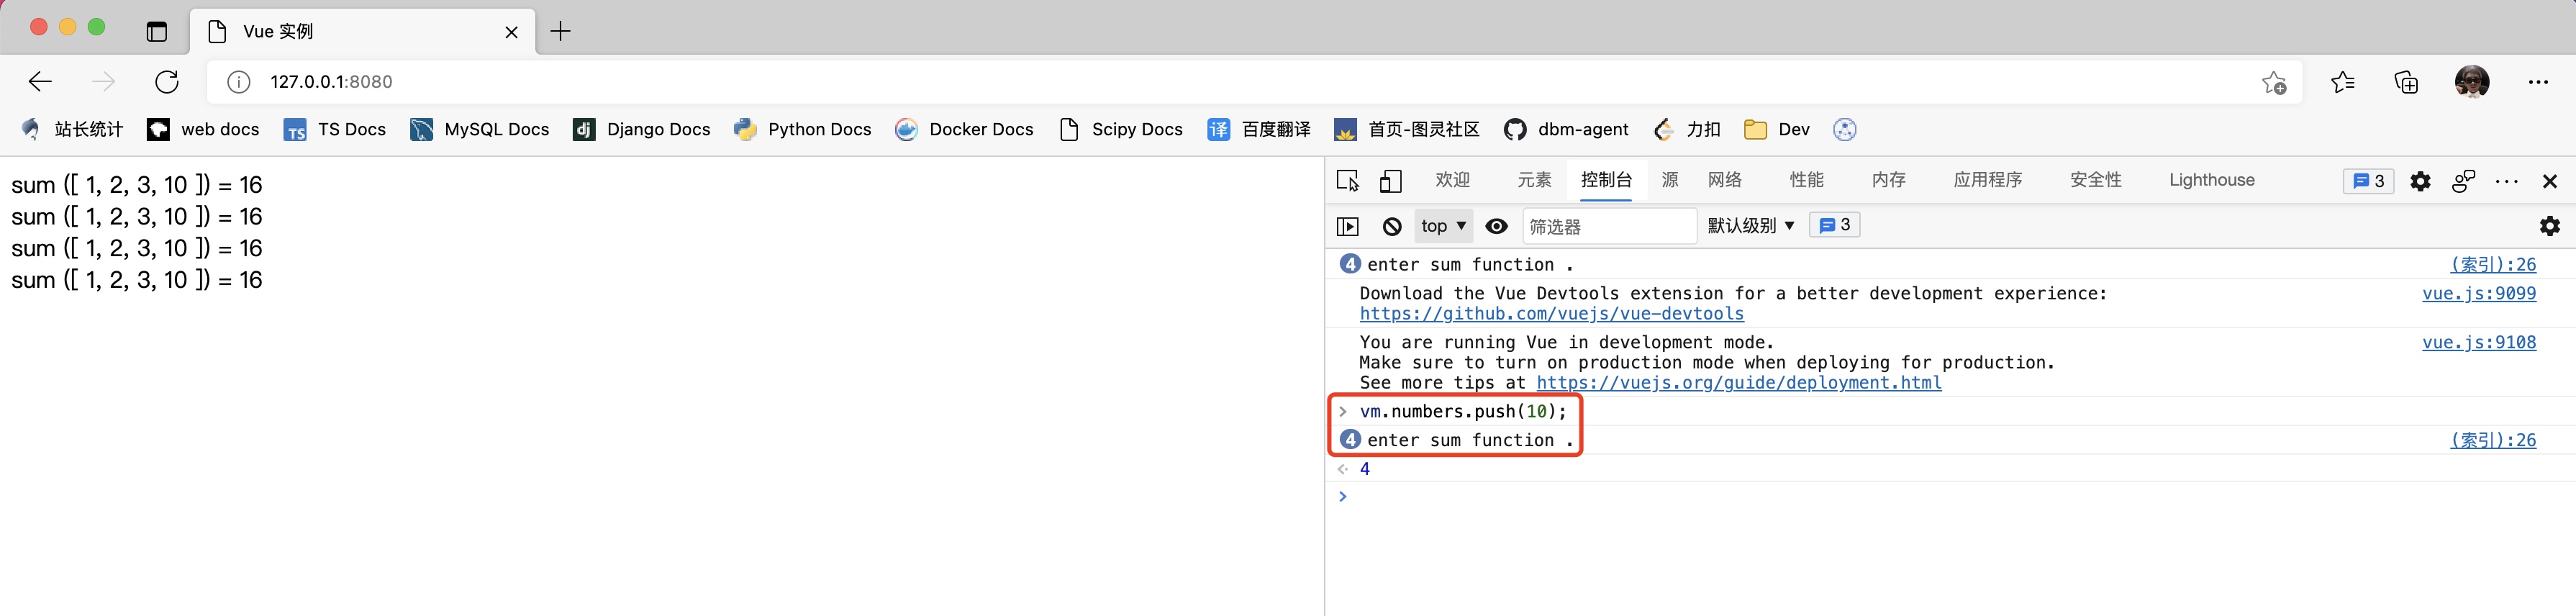 Vue 实例
127.0.0.1:8080
站长统计 web docs TS Docs MySQL Docs Django Docs Python Docs Docker Docs Scipy Docs 百度翻译 首页-图灵社区 dbm-agent 力扣 Dev
欢迎 元素 控制台 源 网络 性能 内存 应用程序 安全性 Lighthouse 3
top 筛选器 默认级别 3
sum ([ 1, 2, 3, 10 ]) = 16
sum ([ 1, 2, 3, 10 ]) = 16
sum ([ 1, 2, 3, 10 ]) = 16
sum ([ 1, 2, 3, 10 ]) = 16
4 enter sum function . (索引):26
Download the Vue Devtools extension for a better development experience: vue.js:9099
https://github.com/vuejs/vue-devtools
You are running Vue in development mode. vue.js:9108
Make sure to turn on production mode when deploying for production.
See more tips at https://vuejs.org/guide/deployment.html
> vm.numbers.push(10);
4 enter sum function . (索引):26
4
>